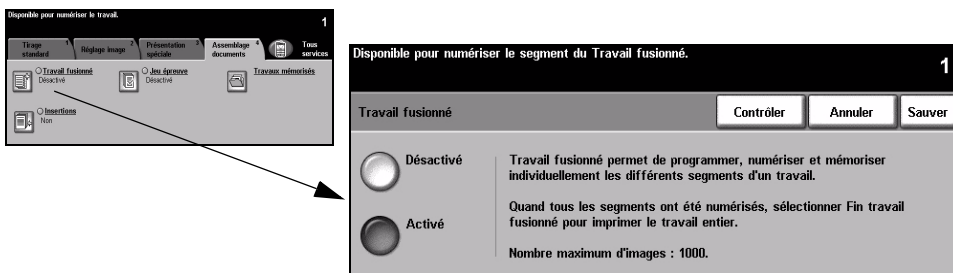 Disponible pour numériser le travail.
1
Tirage standard 1
Réglage image 2
Présentation spéciale 3
Assemblage documents 4
Tous services
Travail fusionné
Désactivé
Jeu épreuve
Désactivé
Travaux mémorisés
Insertions
Non
Disponible pour numériser le segment du Travail fusionné.
1
Travail fusionné
Contrôler
Annuler
Sauver
Désactivé
Travail fusionné permet de programmer, numériser et mémoriser
individuellement les différents segments d'un travail.
Quand tous les segments ont été numérisés, sélectionner Fin travail
Activé
fusionné pour imprimer le travail entier.
Nombre maximum d'images : 1000.